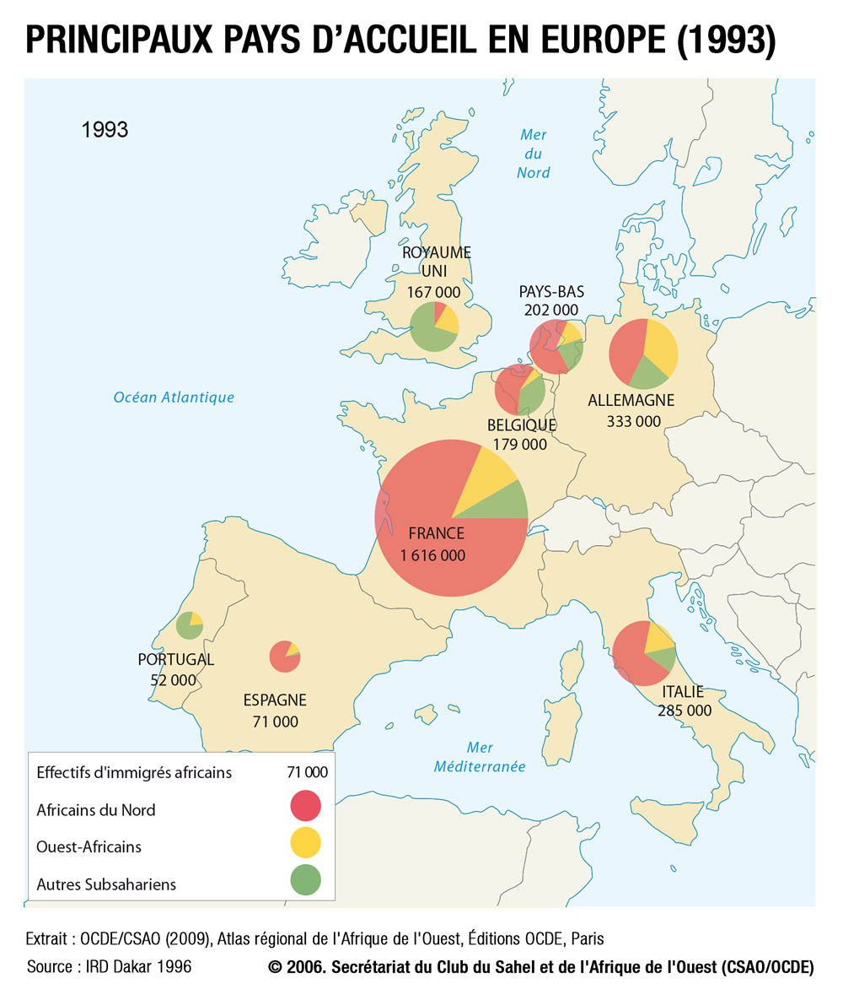 PRINCIPAUX PAYS D'ACCUEIL EN EUROPE (1993)
1993
Mer
du
Nord
ROYAUME
UNI
167 000
PAYS-BAS
202 000
Océan Atlantique
ALLEMAGNE
333 000
BELGIQUE
179 000
FRANCE
1 616 000
PORTUGAL
52 000
ESPAGNE
71 000
ITALIE
285 000
Mer
Méditerranée
Effectifs d'immigrés africains 71 000
Africains du Nord
Ouest-Africains
Autres Subsahariens
Extrait : OCDE/CSAO (2009), Atlas régional de l'Afrique de l'Ouest, Éditions OCDE, Paris
Source : IRD Dakar 1996 © 2006. Secrétariat du Club du Sahel et de l'Afrique de l'Ouest (CSAO/OCDE)